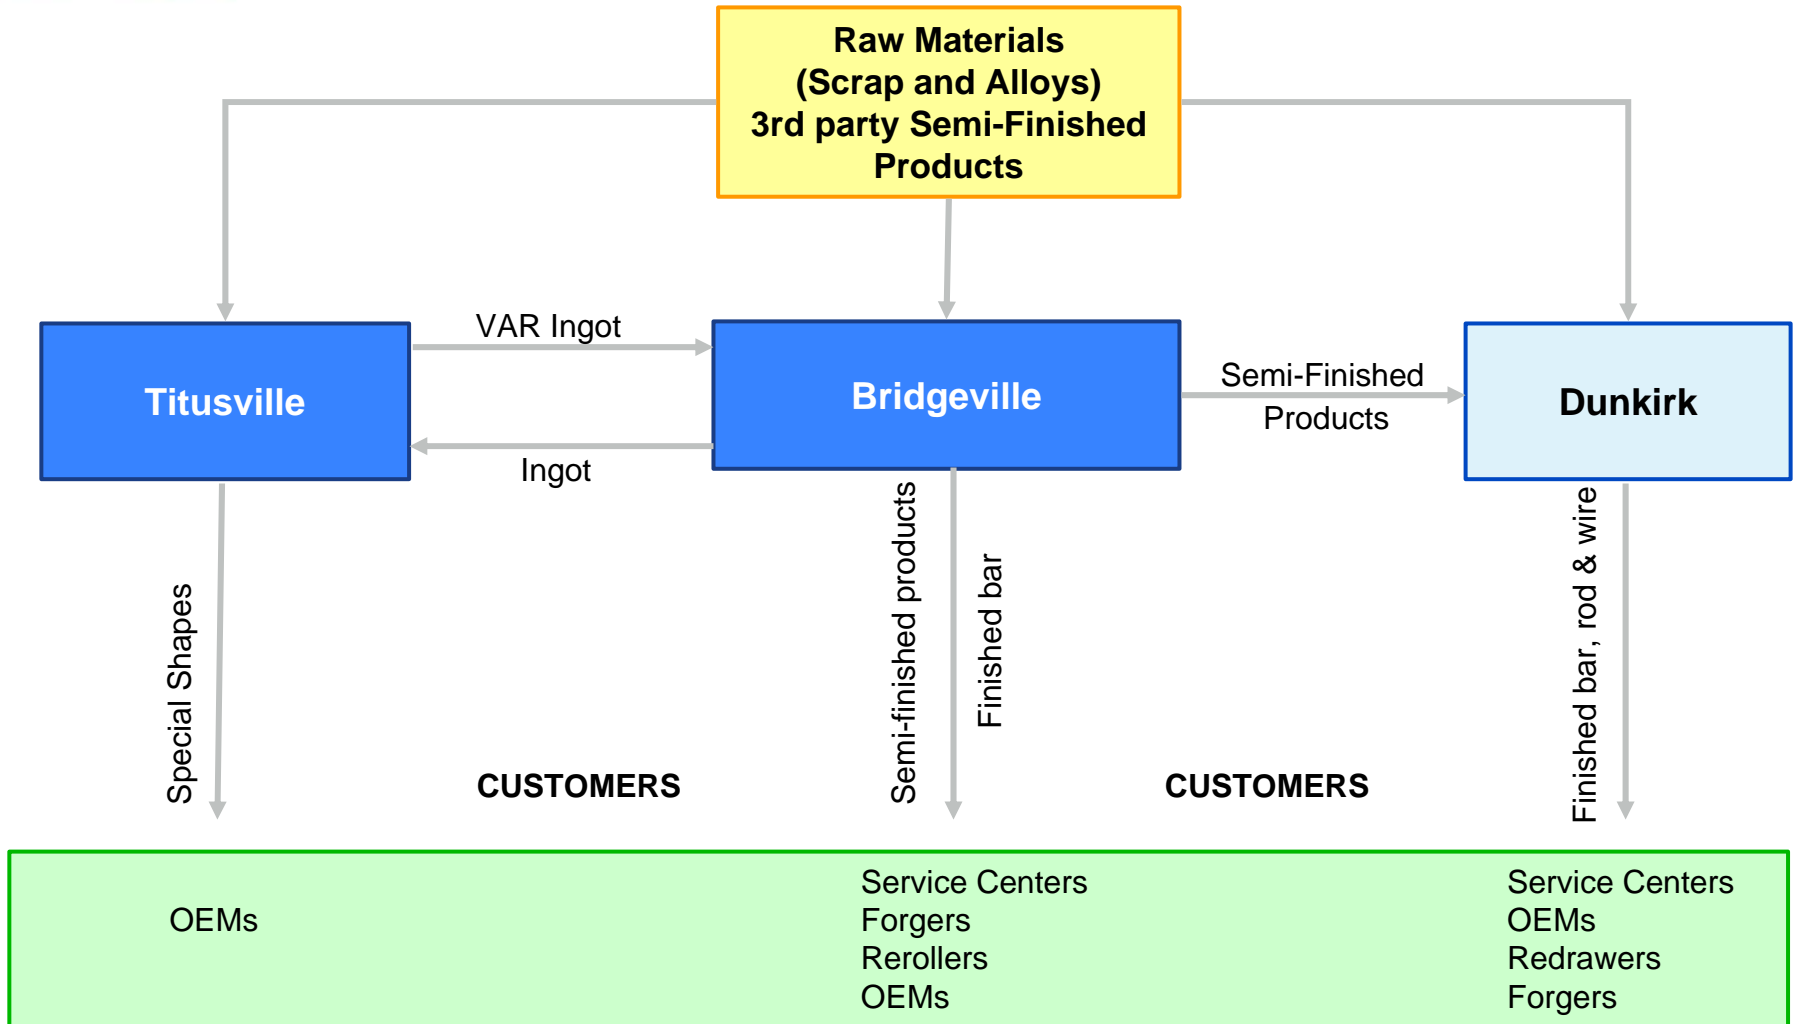 Raw Materials
(Scrap and Alloys)
3rd party Semi-Finished
Products
VAR Ingot
Titusville
Bridgeville
Semi-Finished
Products
Dunkirk
Ingot
Special Shapes
Semi-finished products
Finished bar
Finished bar, rod & wire
CUSTOMERS
CUSTOMERS
OEMs
Service Centers
Forgers
Rerollers
OEMs
Service Centers
OEMs
Redrawers
Forgers